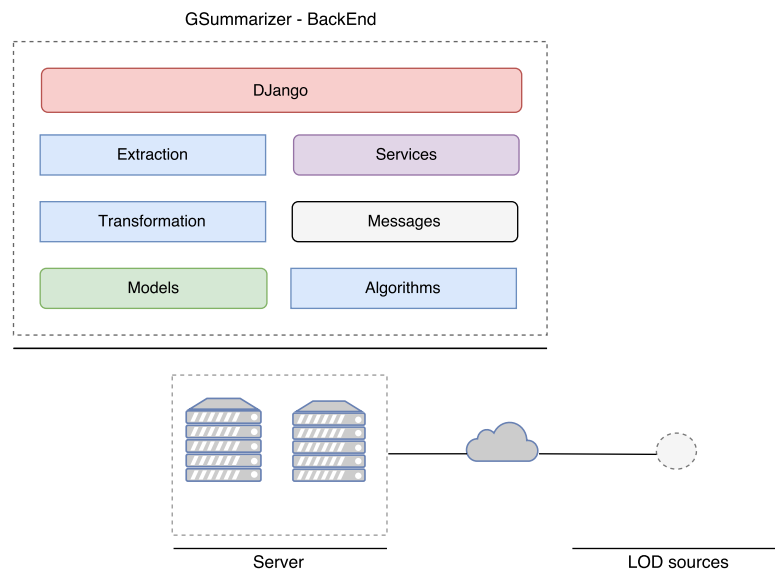 GSummarizer - BackEnd
DJango
Extraction
Services
Transformation
Messages
Models
Algorithms
Server
LOD sources